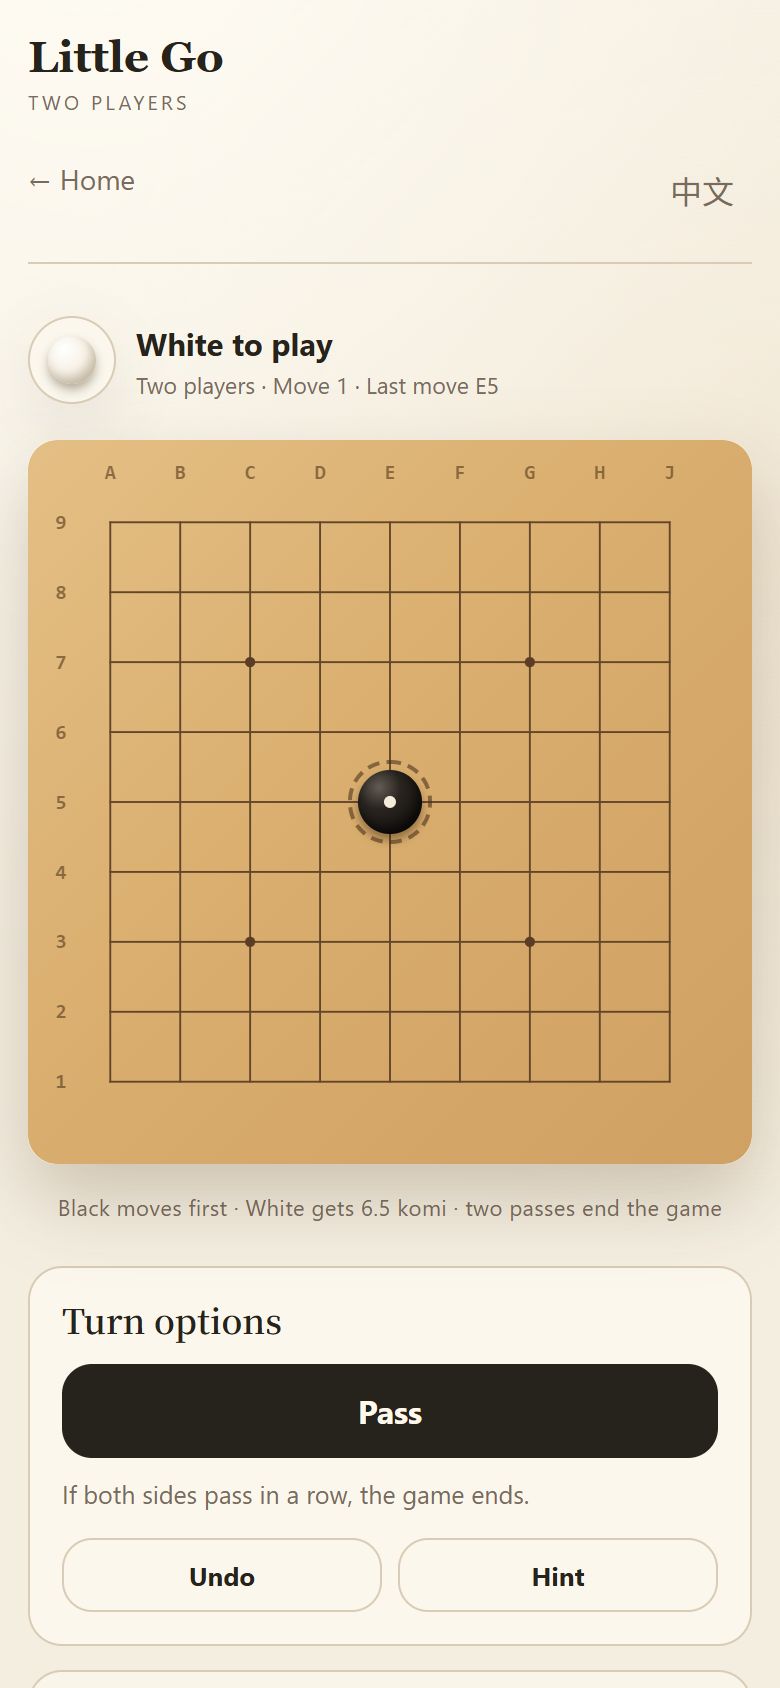 Little Go
TWO PLAYERS
← Home
中文
White to play
Two players · Move 1 · Last move E5
A B C D E F G H J
9
8
7
6
5
4
3
2
1
Black moves first · White gets 6.5 komi · two passes end the game
Turn options
Pass
If both sides pass in a row, the game ends.
Undo Hint